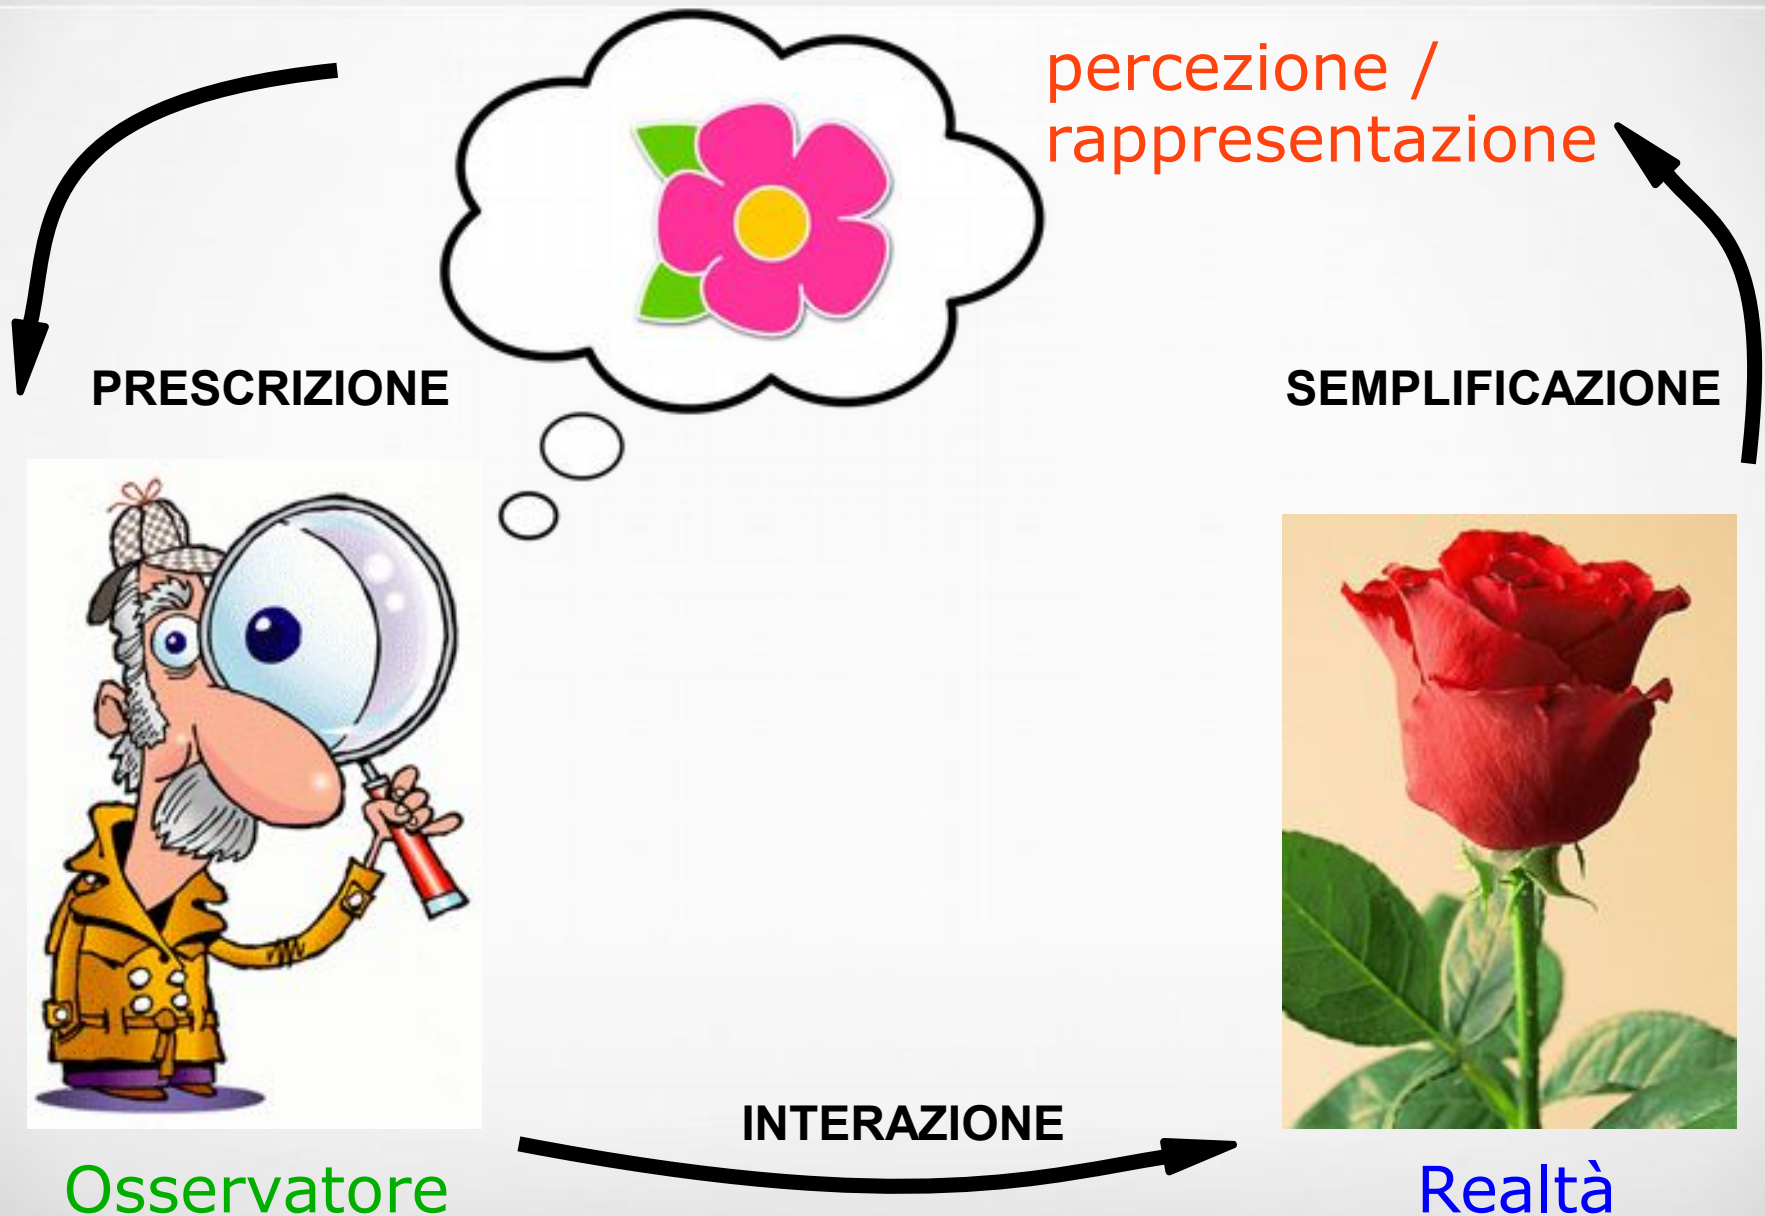 percezione /
rappresentazione
PRESCRIZIONE
SEMPLIFICAZIONE
INTERAZIONE
Osservatore
Realtà